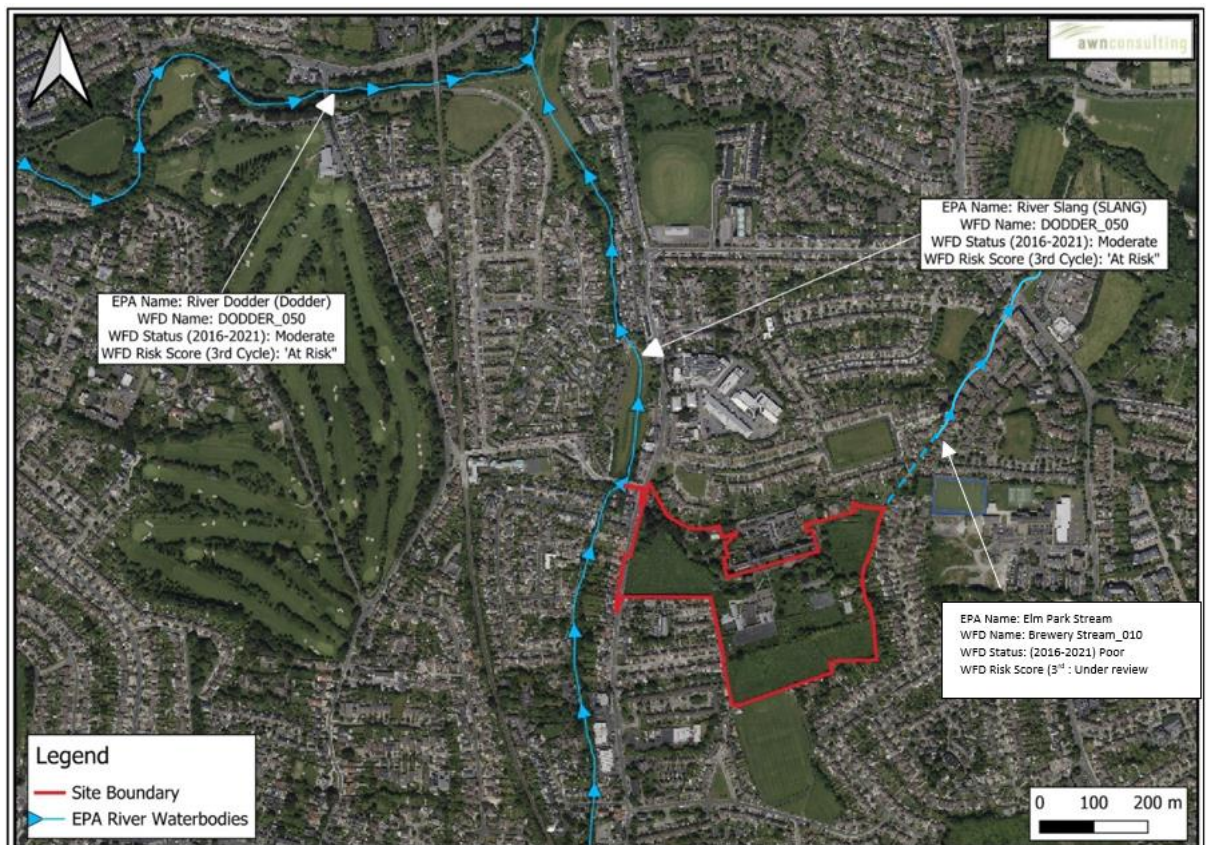 awnconsulting
EPA Name: River Slang (SLANG)
WFD Name: DODDER_050
WFD Status (2016-2021): Moderate
WFD Risk Score (3rd Cycle): 'At Risk"
EPA Name: River Dodder (Dodder)
WFD Name: DODDER_050
WFD Status (2016-2021): Moderate
WFD Risk Score (3rd Cycle): 'At Risk"
EPA Name: Elm Park Stream
WFD Name: Brewery Stream_010
WFD Status: (2016-2021) Poor
WFD Risk Score (3rd : Under review
Legend
Site Boundary
EPA River Waterbodies
0 100 200 m